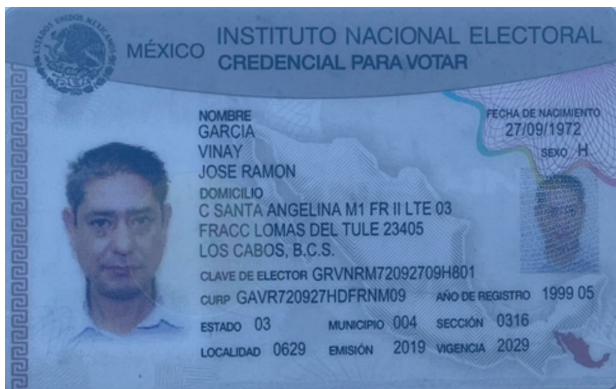 MÉXICO
INSTITUTO NACIONAL ELECTORAL
CREDENCIAL PARA VOTAR
NOMBRE
GARCIA
VINAY
JOSE RAMON
FECHA DE NACIMIENTO
27/09/1972
SEXO H
DOMICILIO
C SANTA ANGELINA M1 FR II LTE 03
FRACC LOMAS DEL TULE 23405
LOS CABOS, B.C.S.
CLAVE DE ELECTOR GRVNRM72092709H801
CURP GAVR720927HDFRNM09 AÑO DE REGISTRO 1999 05
ESTADO 03 MUNICIPIO 004 SECCIÓN 0316
LOCALIDAD 0629 EMISIÓN 2019 VIGENCIA 2029